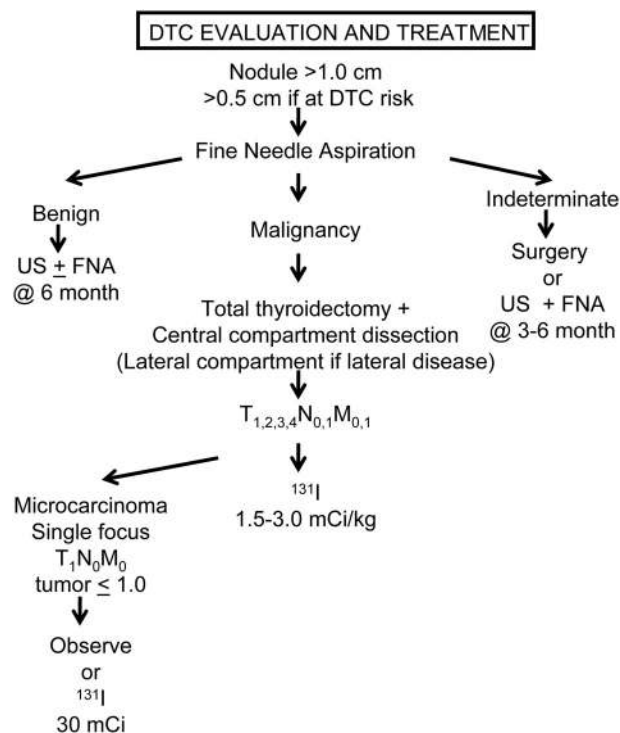 DTC EVALUATION AND TREATMENT
Nodule >1.0 cm
>0.5 cm if at DTC risk
Fine Needle Aspiration
Benign
US ± FNA
@ 6 month
Malignancy
Indeterminate
Surgery
or
US + FNA
@ 3-6 month
Total thyroidectomy +
Central compartment dissection
(Lateral compartment if lateral disease)
T₁,₂,₃,₄N₀,₁M₀,₁
¹³¹I
1.5-3.0 mCi/kg
Microcarcinoma
Single focus
T₁N₀M₀
tumor ≤ 1.0
Observe
or
¹³¹I
30 mCi